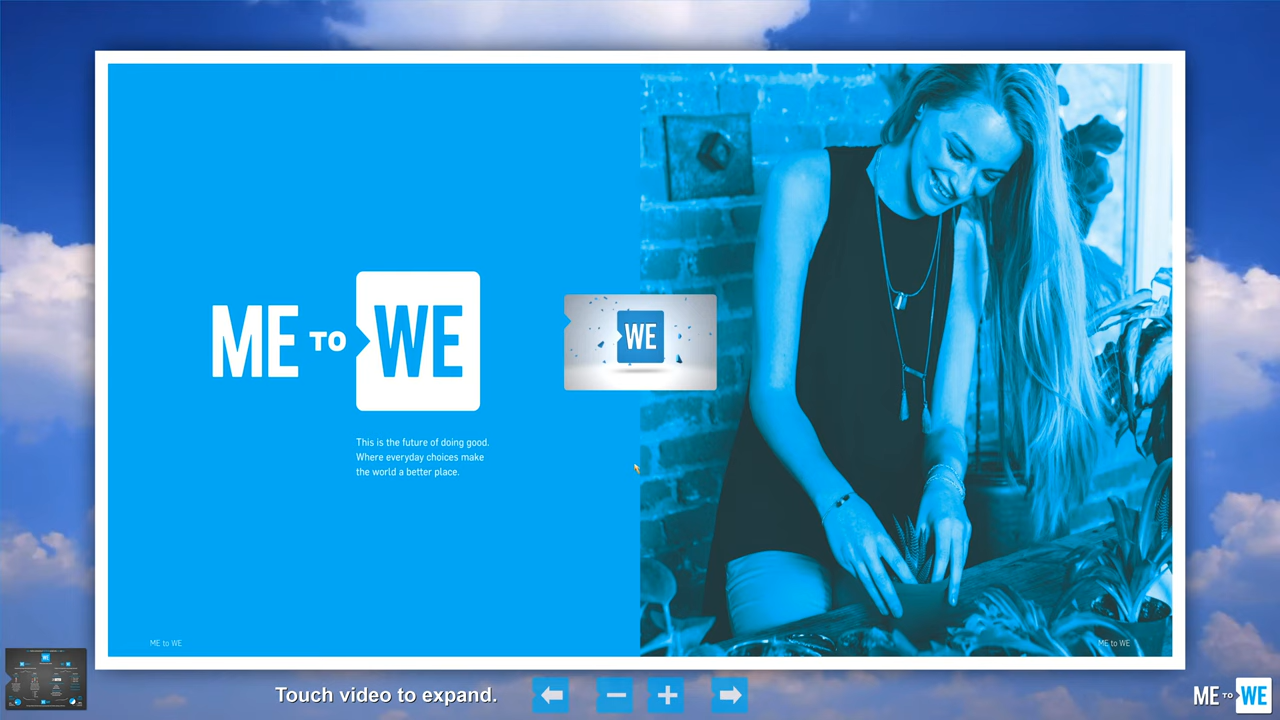 ME TO WE
WE
This is the future of doing good.
Where everyday choices make
the world a better place.
ME to WE
ME to WE
Touch video to expand.
ME TO WE